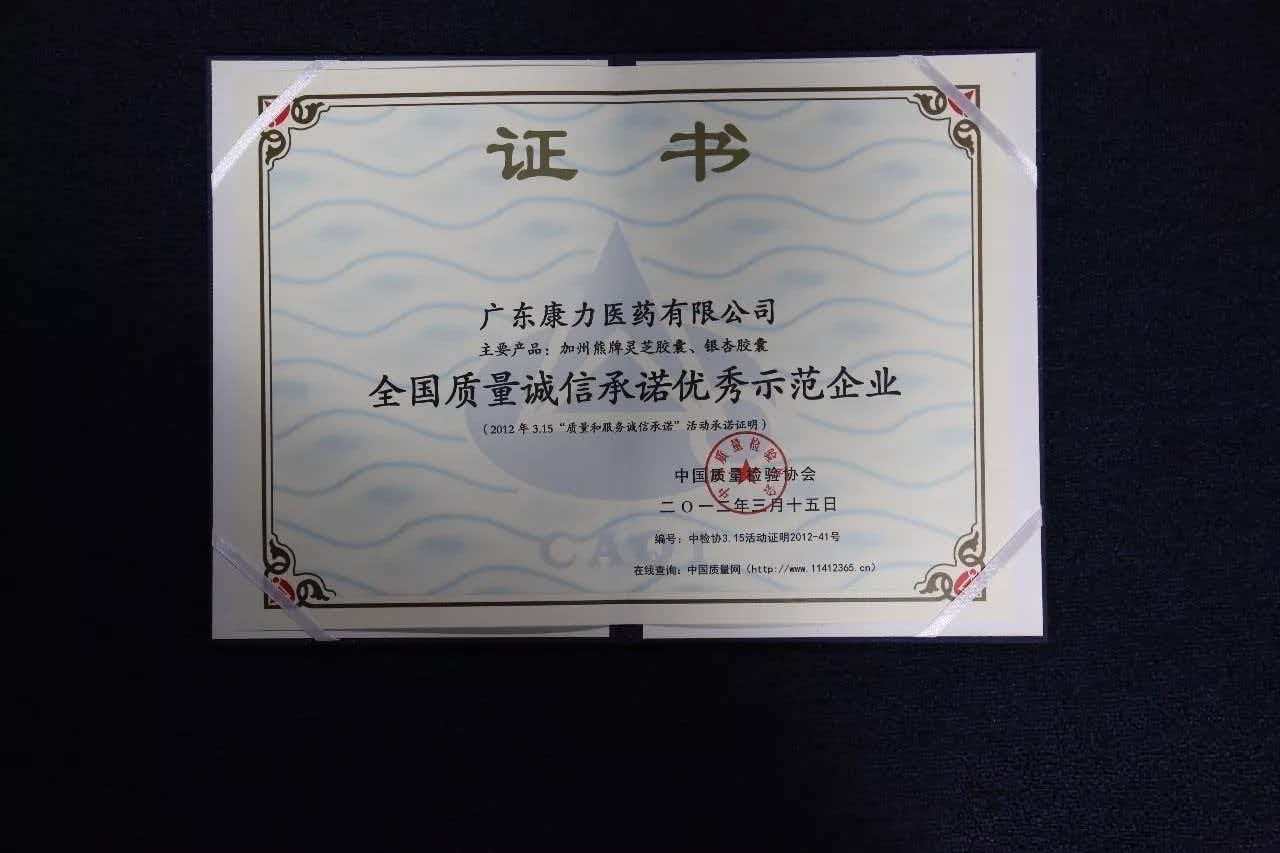 证 书
广东康力医药有限公司
主要产品：加州熊牌灵芝胶囊、银杏胶囊
全国质量诚信承诺优秀示范企业
（2012 年 3.15“质量和服务诚信承诺”活动承诺证明）
中国质量检验协会
二〇一二年三月十五日
编号：中检协3.15活动证明2012-41号
在线查询：中国质量网（http://www.11412365.cn）
CAQI